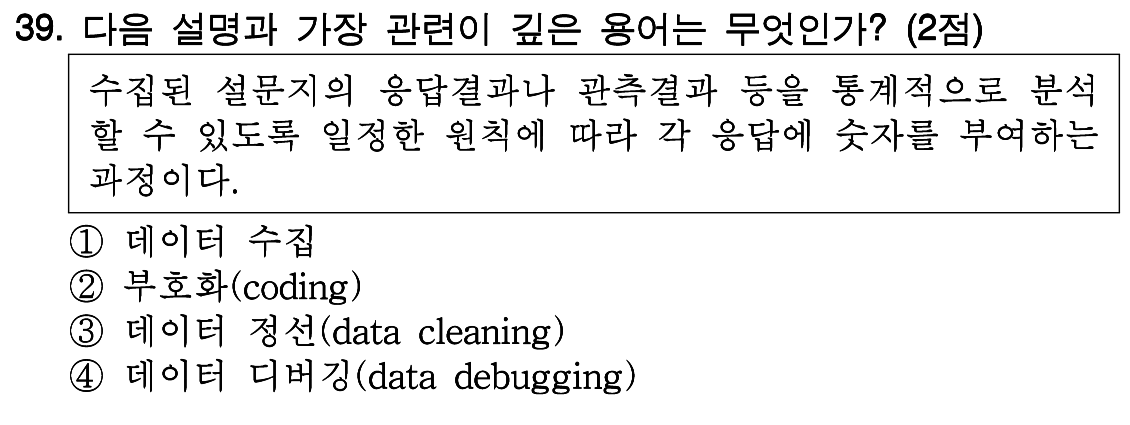 39. 다음 설명과 가장 관련이 깊은 용어는 무엇인가? (2점)
수집된 설문지의 응답결과나 관측결과 등을 통계적으로 분석
할 수 있도록 일정한 원칙에 따라 각 응답에 숫자를 부여하는
과정이다.
① 데이터 수집
② 부호화(coding)
③ 데이터 정선(data cleaning)
④ 데이터 디버깅(data debugging)